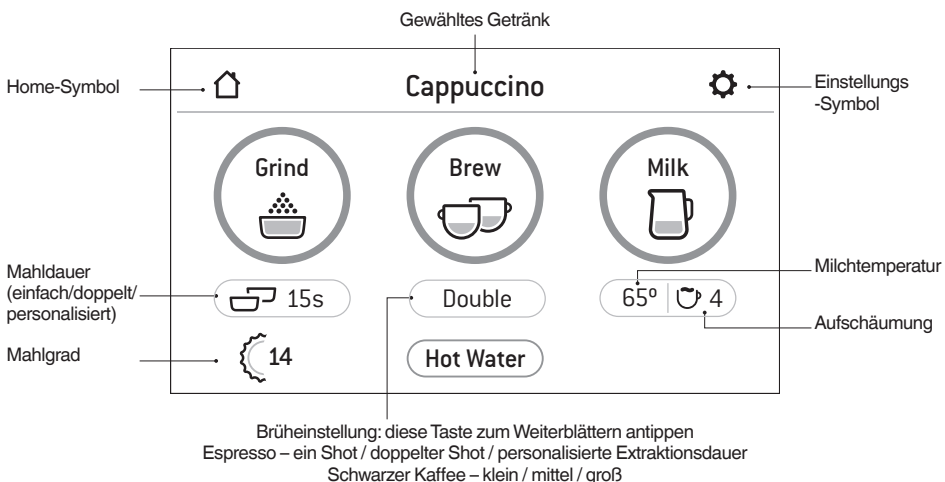 Gewähltes Getränk
Home-Symbol
Cappuccino
Einstellungs
-Symbol
Grind
Brew
Milk
Mahldauer
(einfach/doppelt/
personalisiert)
15s
Double
65º
4
Milchtemperatur
Aufschäumung
Mahlgrad
14
Hot Water
Brüheinstellung: diese Taste zum Weiterblättern antippen
Espresso – ein Shot / doppelter Shot / personalisierte Extraktionsdauer
Schwarzer Kaffee – klein / mittel / groß